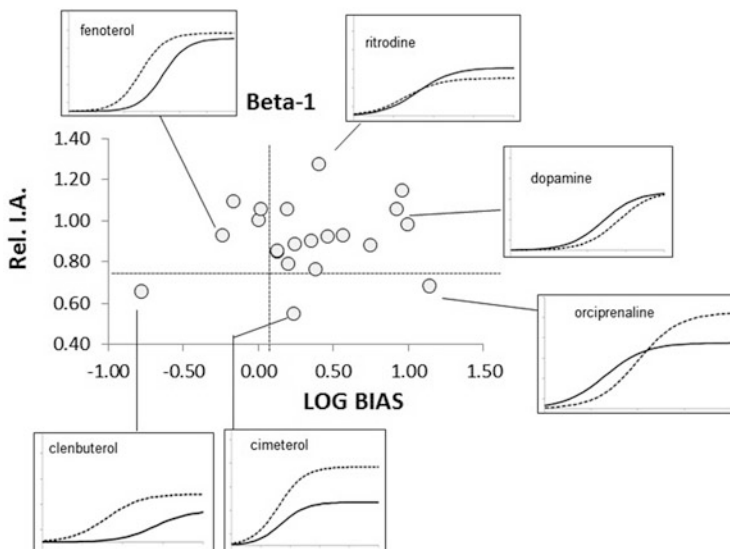 fenoterol
ritrodine
Beta-1
dopamine
Rel. I.A.
1.40
1.20
1.00
0.80
0.60
0.40
-1.00
-0.50
0.00
0.50
1.00
1.50
LOG BIAS
orciprenaline
clenbuterol
cimeterol